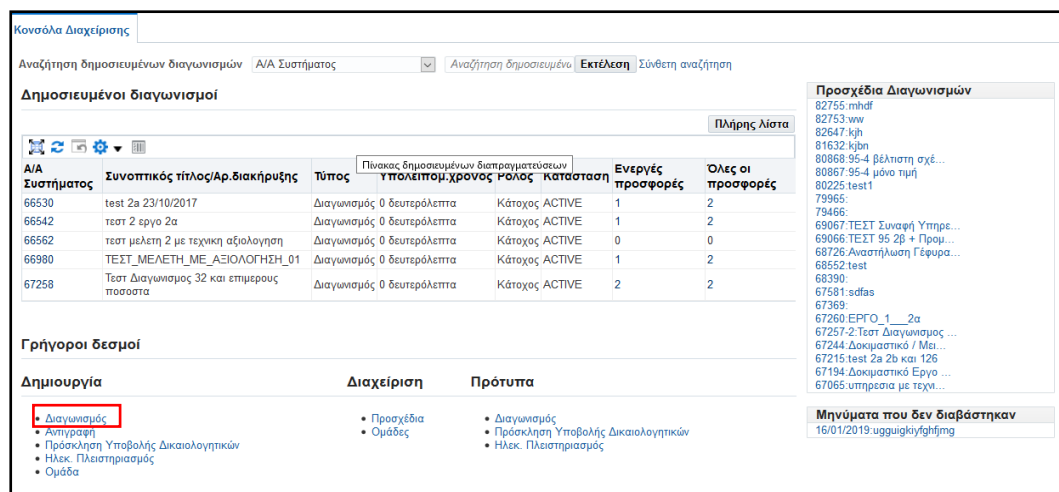 Κονσόλα Διαχείρισης
Αναζήτηση δημοσιευμένων διαγωνισμών Α/Α Συστήματος Αναζήτηση δημοσιευμένω Εκτέλεση Σύνθετη αναζήτηση
Δημοσιευμένοι διαγωνισμοί
Πλήρης λίστα
Πίνακας δημοσιευμένων διαπραγματεύσεων
Α/Α Συστήματος Συνοπτικός τίτλος/Αρ.διακήρυξης Τύπος Υπολειπόμ.χρόνος Ρόλος Κατάσταση Ενεργές προσφορές Όλες οι προσφορές
66530 test 2a 23/10/2017 Διαγωνισμός 0 δευτερόλεπτα Κάτοχος ACTIVE 1 2
66542 τεστ 2 εργο 2α Διαγωνισμός 0 δευτερόλεπτα Κάτοχος ACTIVE 1 2
66562 τεστ μελετη 2 με τεχνικη αξιολογηση Διαγωνισμός 0 δευτερόλεπτα Κάτοχος ACTIVE 0 0
66980 ΤΕΣΤ_ΜΕΛΕΤΗ_ΜΕ_ΑΞΙΟΛΟΓΗΣΗ_01 Διαγωνισμός 0 δευτερόλεπτα Κάτοχος ACTIVE 1 2
67258 Τεστ Διαγωνισμος 32 και επιμερους ποσοστα Διαγωνισμός 0 δευτερόλεπτα Κάτοχος ACTIVE 2 2
Γρήγοροι δεσμοί
Δημιουργία
Διαγωνισμός
Αντιγραφή
Πρόσκληση Υποβολής Δικαιολογητικών
Ηλεκ. Πλειστηριασμός
Ομάδα
Διαχείριση
Προσχέδια
Ομάδες
Πρότυπα
Διαγωνισμός
Πρόσκληση Υποβολής Δικαιολογητικών
Ηλεκ. Πλειστηριασμός
Προσχέδια Διαγωνισμών
82755:mhdf
82753:ww
82647:kjh
81632:kjbn
80868:95-4 βέλτιστη σχέ...
80867:95-4 μόνο τιμή
80225:test1
79965:
79466:
69067:ΤΕΣΤ Συναφή Υπηρε...
69066:ΤΕΣΤ 95 2β + Προμ...
68726:Αναστήλωση Γέφυρα...
68552:test
68390:
67581:sdfas
67369:
67260:ΕΡΓΟ_1___2α
67257-2:Τεστ Διαγωνισμος ...
67244:Δοκιμαστικό / Μει...
67215:test 2a 2b και 126
67194:Δοκιμαστικό Εργο ...
67065:υπηρεσια με τεχνι...
Μηνύματα που δεν διαβάστηκαν
16/01/2019:ugguigkiyfghfjmg